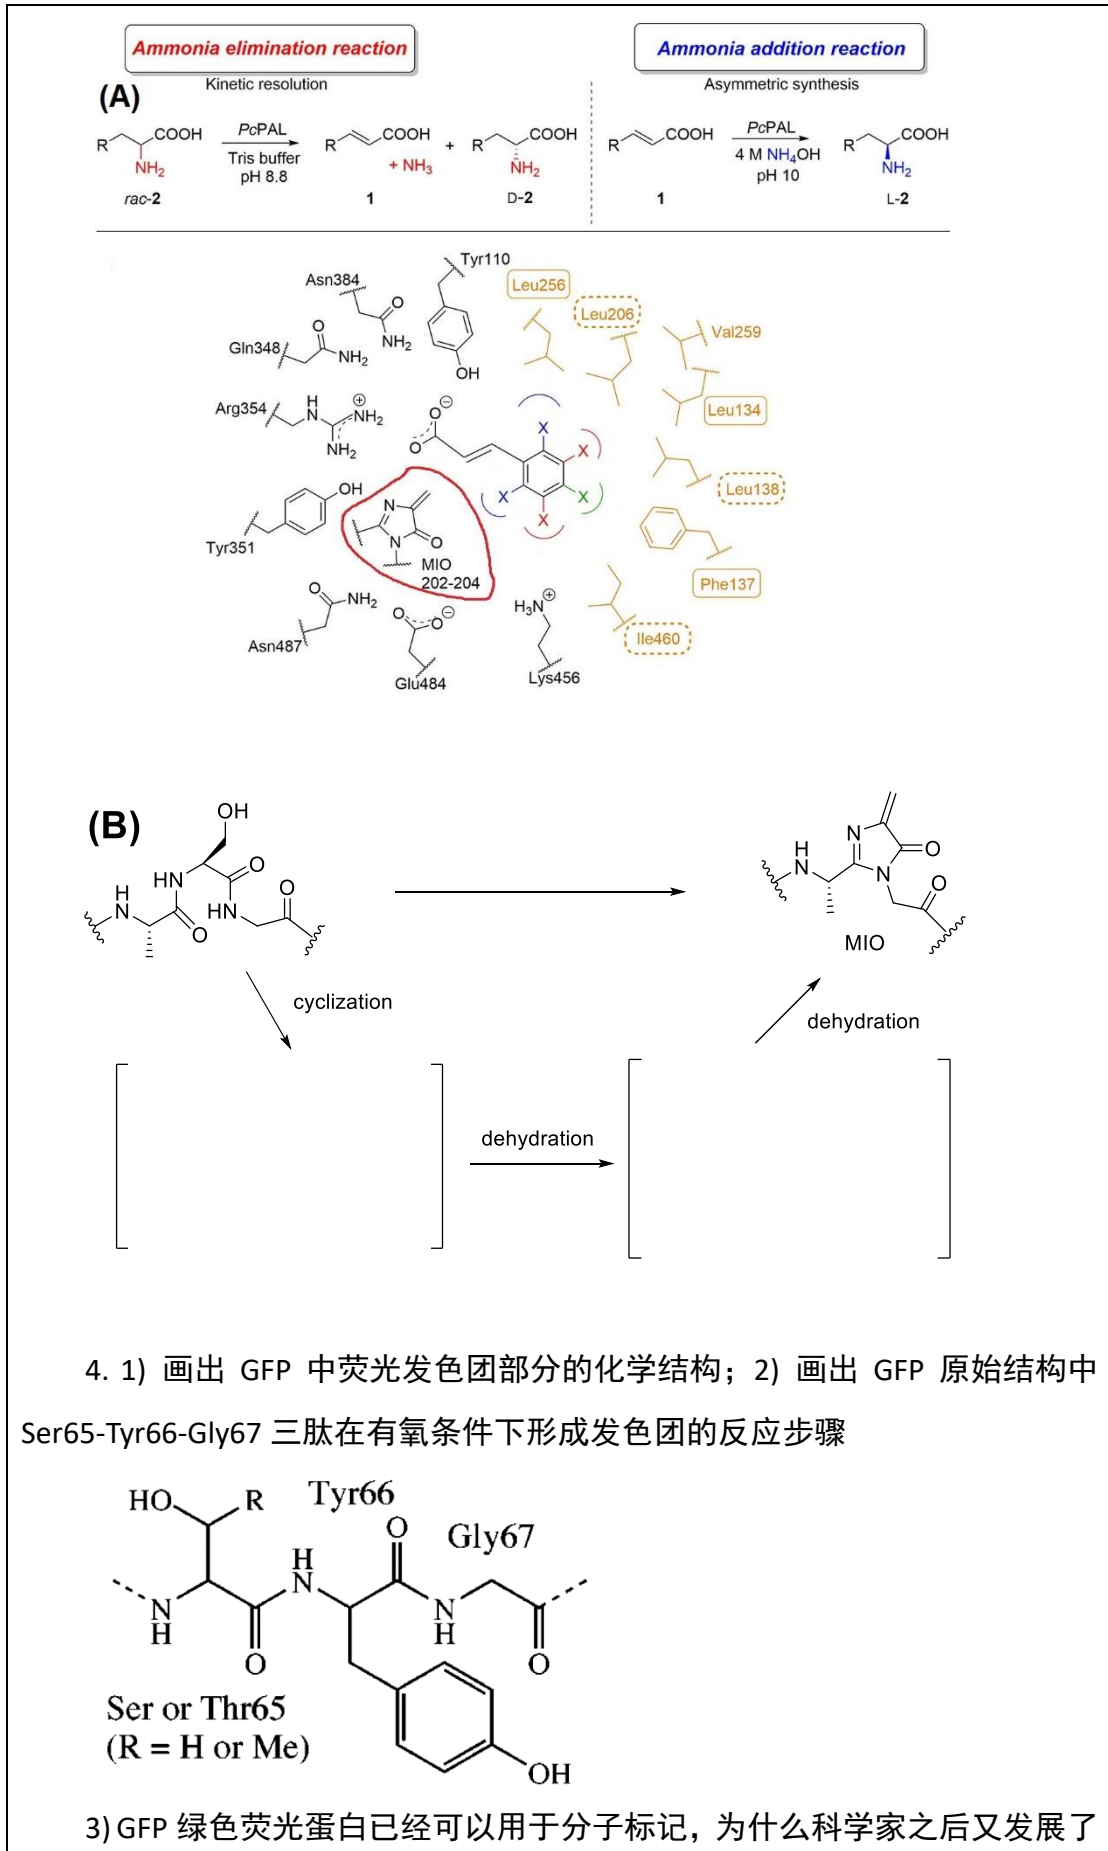 Ammonia elimination reaction
Ammonia addition reaction
Kinetic resolution
Asymmetric synthesis
(A)
R COOH NH2
PcPAL
Tris buffer
pH 8.8
R COOH
+ NH3
+
R COOH NH2
R COOH
PcPAL
4 M NH4OH
pH 10
R COOH NH2
rac-2
1
D-2
1
L-2
Tyr110
Asn384
O
NH2
OH
Leu256
Leu206
Val259
Gln348
O
NH2
Leu134
Arg354
H
N
NH2
⊕
NH2
O ⊖
O
X
X
X
X
X
Leu138
Tyr351
OH
N
N
O
MIO
202-204
Phe137
Asn487
O
NH2
O
O ⊖
Glu484
H3N ⊕
Lys456
Ile460
(B)
OH
HN
O
H
N
O
HN
O
N
H
N
N
O
O
MIO
cyclization
dehydration
dehydration
4. 1) 画出 GFP 中荧光发色团部分的化学结构；2) 画出 GFP 原始结构中
Ser65-Tyr66-Gly67 三肽在有氧条件下形成发色团的反应步骤
HO
R
Tyr66
O
Gly67
H
N
N
H
O
N
H
O
Ser or Thr65
(R = H or Me)
OH
3) GFP 绿色荧光蛋白已经可以用于分子标记，为什么科学家之后又发展了